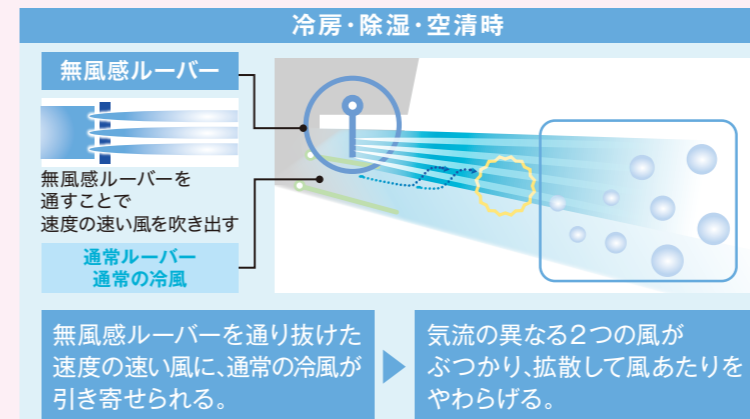 冷房・除湿・空清時
無風感ルーバー
無風感ルーバーを
通すことで
速度の速い風を吹き出す
通常ルーバー
通常の冷風
無風感ルーバーを通り抜けた
速度の速い風に、通常の冷風が
引き寄せられる。
気流の異なる2つの風が
ぶつかり、拡散して風あたりを
やわらげる。